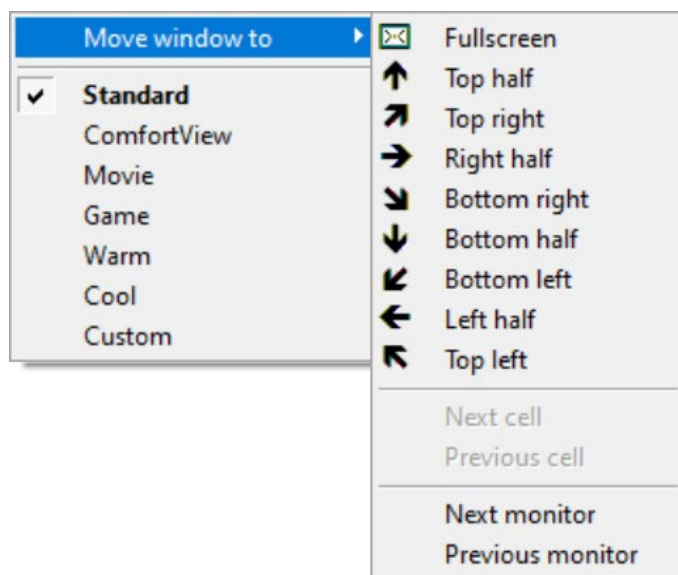 Move window to
Standard
ComfortView
Movie
Game
Warm
Cool
Custom
Fullscreen
Top half
Top right
Right half
Bottom right
Bottom half
Bottom left
Left half
Top left
Next cell
Previous cell
Next monitor
Previous monitor